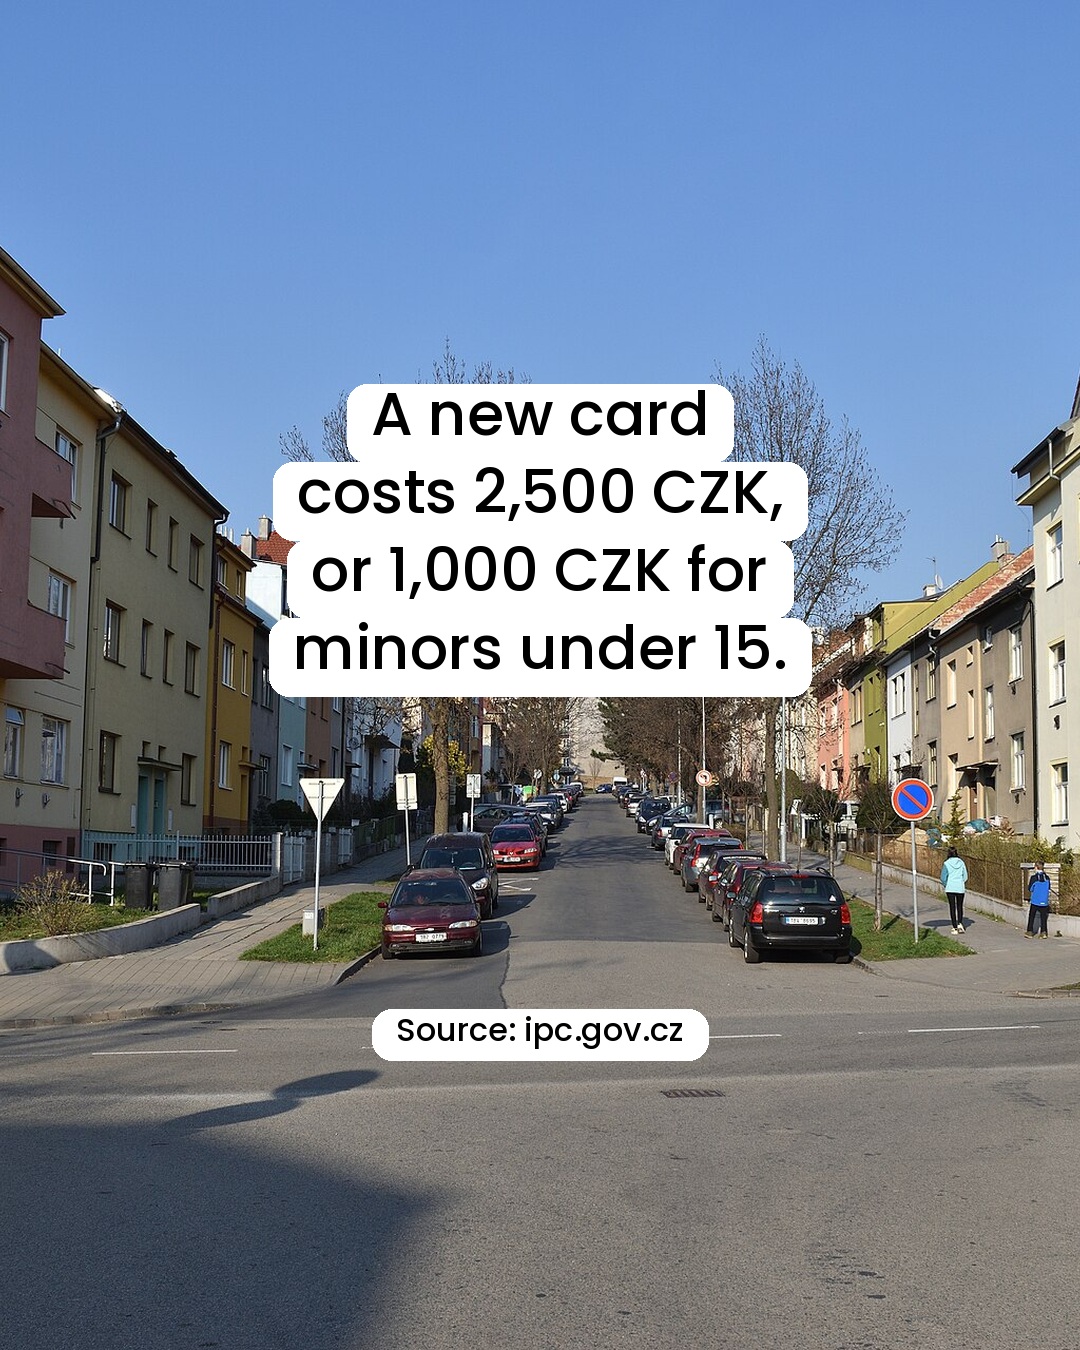 A new card
costs 2,500 CZK,
or 1,000 CZK for
minors under 15.
Source: ipc.gov.cz